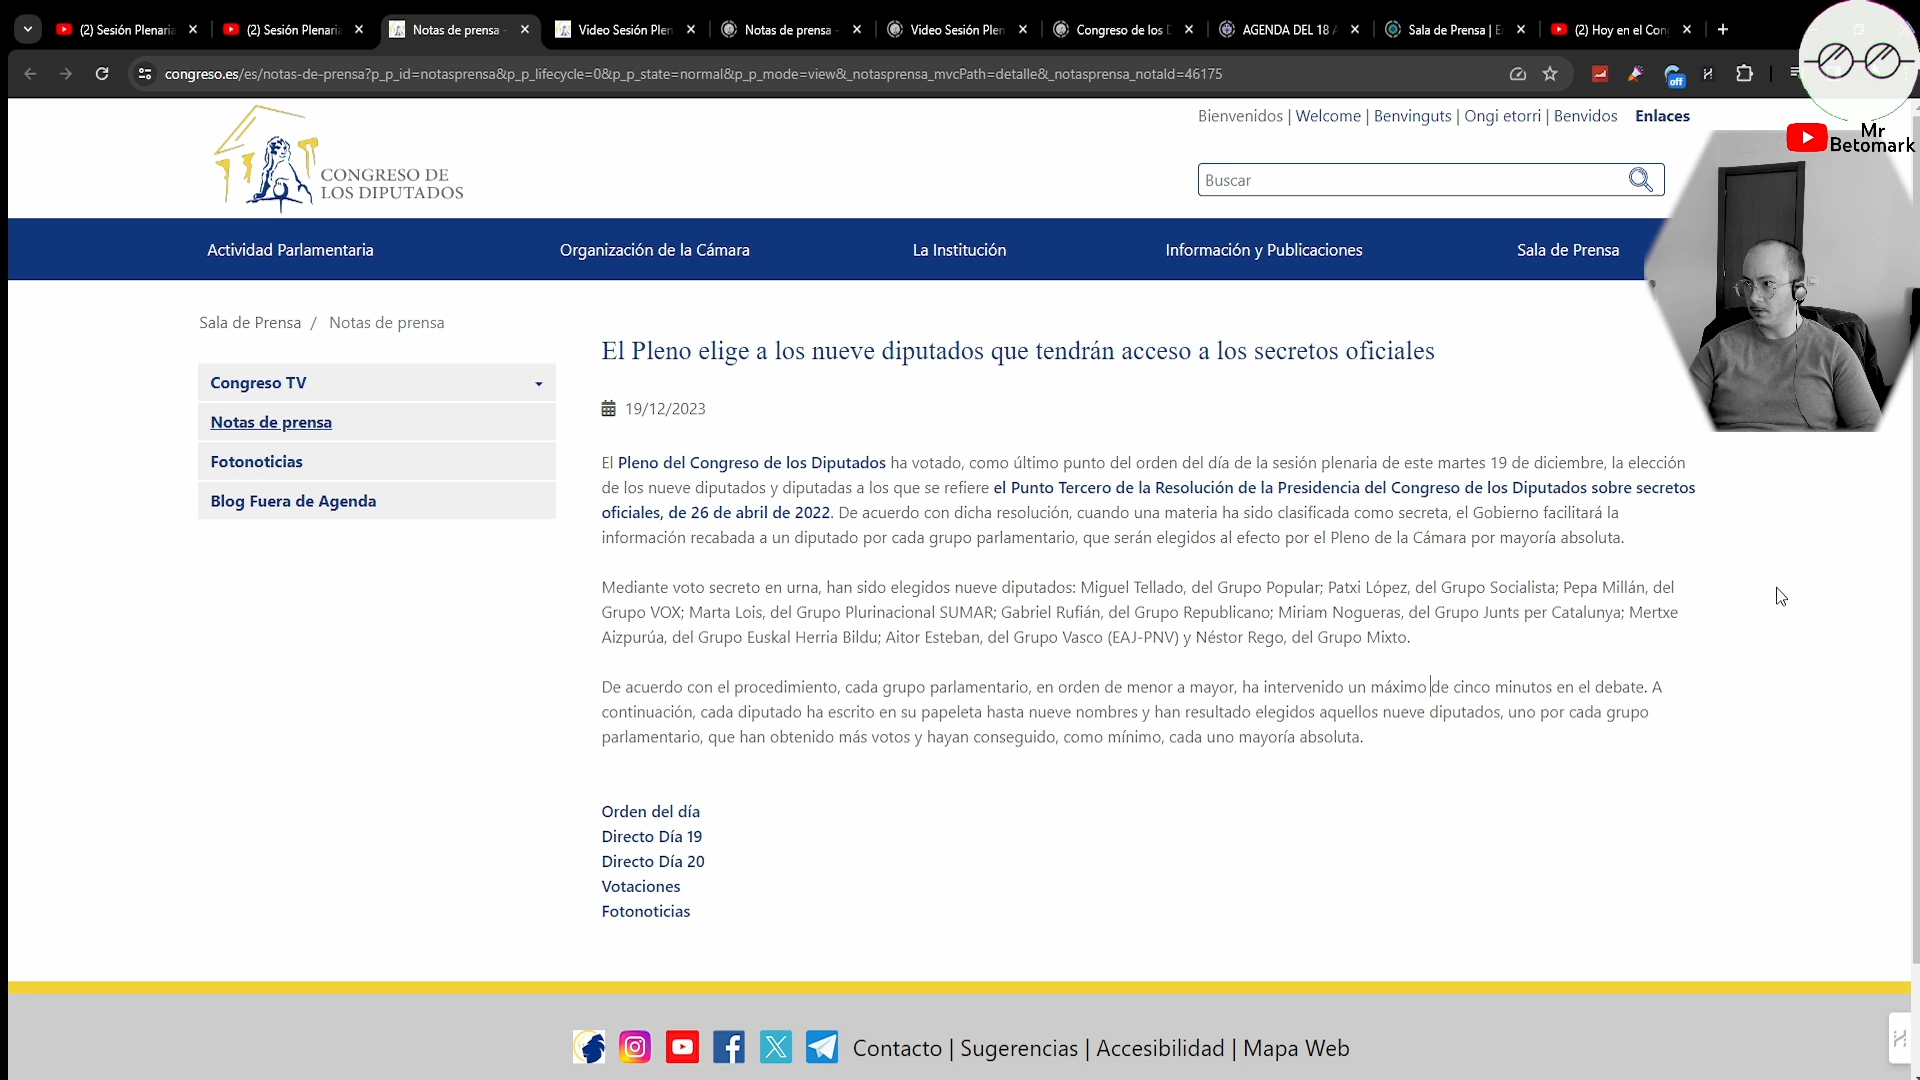 (2) Sesión Plenaria
(2) Sesión Plenaria
Notas de prensa -
Video Sesión Plen
Notas de prensa -
Video Sesión Plen
Congreso de los D
AGENDA DEL 18 A
Sala de Prensa | E
(2) Hoy en el Con
congreso.es/es/notas-de-prensa?p_p_id=notasprensa&p_p_lifecycle=0&p_p_state=normal&p_p_mode=view&_notasprensa_mvcPath=detalle&_notasprensa_notaId=46175
off
Mr
Betomark
CONGRESO DE
LOS DIPUTADOS
Bienvenidos | Welcome | Benvinguts | Ongi etorri | Benvidos Enlaces
Buscar
Actividad Parlamentaria
Organización de la Cámara
La Institución
Información y Publicaciones
Sala de Prensa
Sala de Prensa / Notas de prensa
Congreso TV
Notas de prensa
Fotonoticias
Blog Fuera de Agenda
El Pleno elige a los nueve diputados que tendrán acceso a los secretos oficiales
19/12/2023
El Pleno del Congreso de los Diputados ha votado, como último punto del orden del día de la sesión plenaria de este martes 19 de diciembre, la elección
de los nueve diputados y diputadas a los que se refiere el Punto Tercero de la Resolución de la Presidencia del Congreso de los Diputados sobre secretos
oficiales, de 26 de abril de 2022. De acuerdo con dicha resolución, cuando una materia ha sido clasificada como secreta, el Gobierno facilitará la
información recabada a un diputado por cada grupo parlamentario, que serán elegidos al efecto por el Pleno de la Cámara por mayoría absoluta.
Mediante voto secreto en urna, han sido elegidos nueve diputados: Miguel Tellado, del Grupo Popular; Patxi López, del Grupo Socialista; Pepa Millán, del
Grupo VOX; Marta Lois, del Grupo Plurinacional SUMAR; Gabriel Rufián, del Grupo Republicano; Miriam Nogueras, del Grupo Junts per Catalunya; Mertxe
Aizpurúa, del Grupo Euskal Herria Bildu; Aitor Esteban, del Grupo Vasco (EAJ-PNV) y Néstor Rego, del Grupo Mixto.
De acuerdo con el procedimiento, cada grupo parlamentario, en orden de menor a mayor, ha intervenido un máximo de cinco minutos en el debate. A
continuación, cada diputado ha escrito en su papeleta hasta nueve nombres y han resultado elegidos aquellos nueve diputados, uno por cada grupo
parlamentario, que han obtenido más votos y hayan conseguido, como mínimo, cada uno mayoría absoluta.
Orden del día
Directo Día 19
Directo Día 20
Votaciones
Fotonoticias
Contacto | Sugerencias | Accesibilidad | Mapa Web